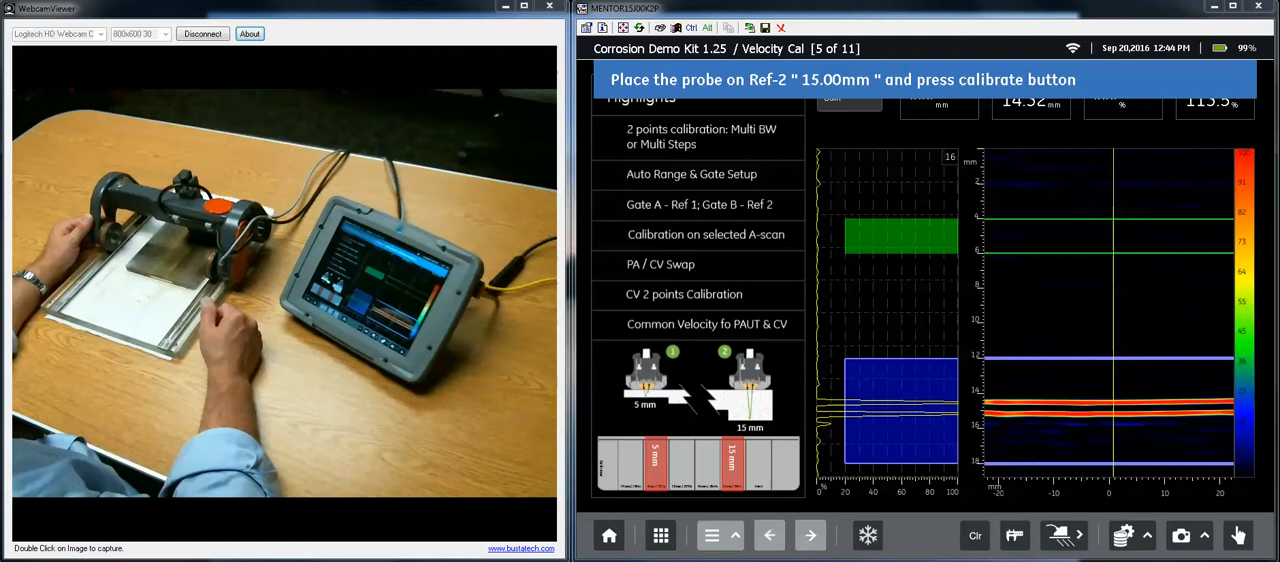 WebcamViewer
Logitech HD Webcam C
800x600 30
Disconnect
About
Double Click on Image to capture.
www.bustatech.com
MENTOR15J00K2P
Ctrl Alt
Corrosion Demo Kit 1.25 / Velocity Cal [5 of 11]
Sep 20,2016 12:44 PM 99%
Place the probe on Ref-2 " 15.00mm " and press calibrate button
Highlights
2 points calibration: Multi BW
or Multi Steps
Auto Range & Gate Setup
Gate A - Ref 1; Gate B - Ref 2
Calibration on selected A-scan
PA / CV Swap
CV 2 points Calibration
Common Velocity fo PAUT & CV
1
2
5 mm
15 mm
5 mm
15 mm
Gain
mm
14.32 mm
%
113.5 %
16
mm
2
4
6
8
10
12
14
16
18
0 20 40 60 80 100
%
-20 -10 0 10 20
mm
100
91
82
73
64
55
45
36
27
Clr